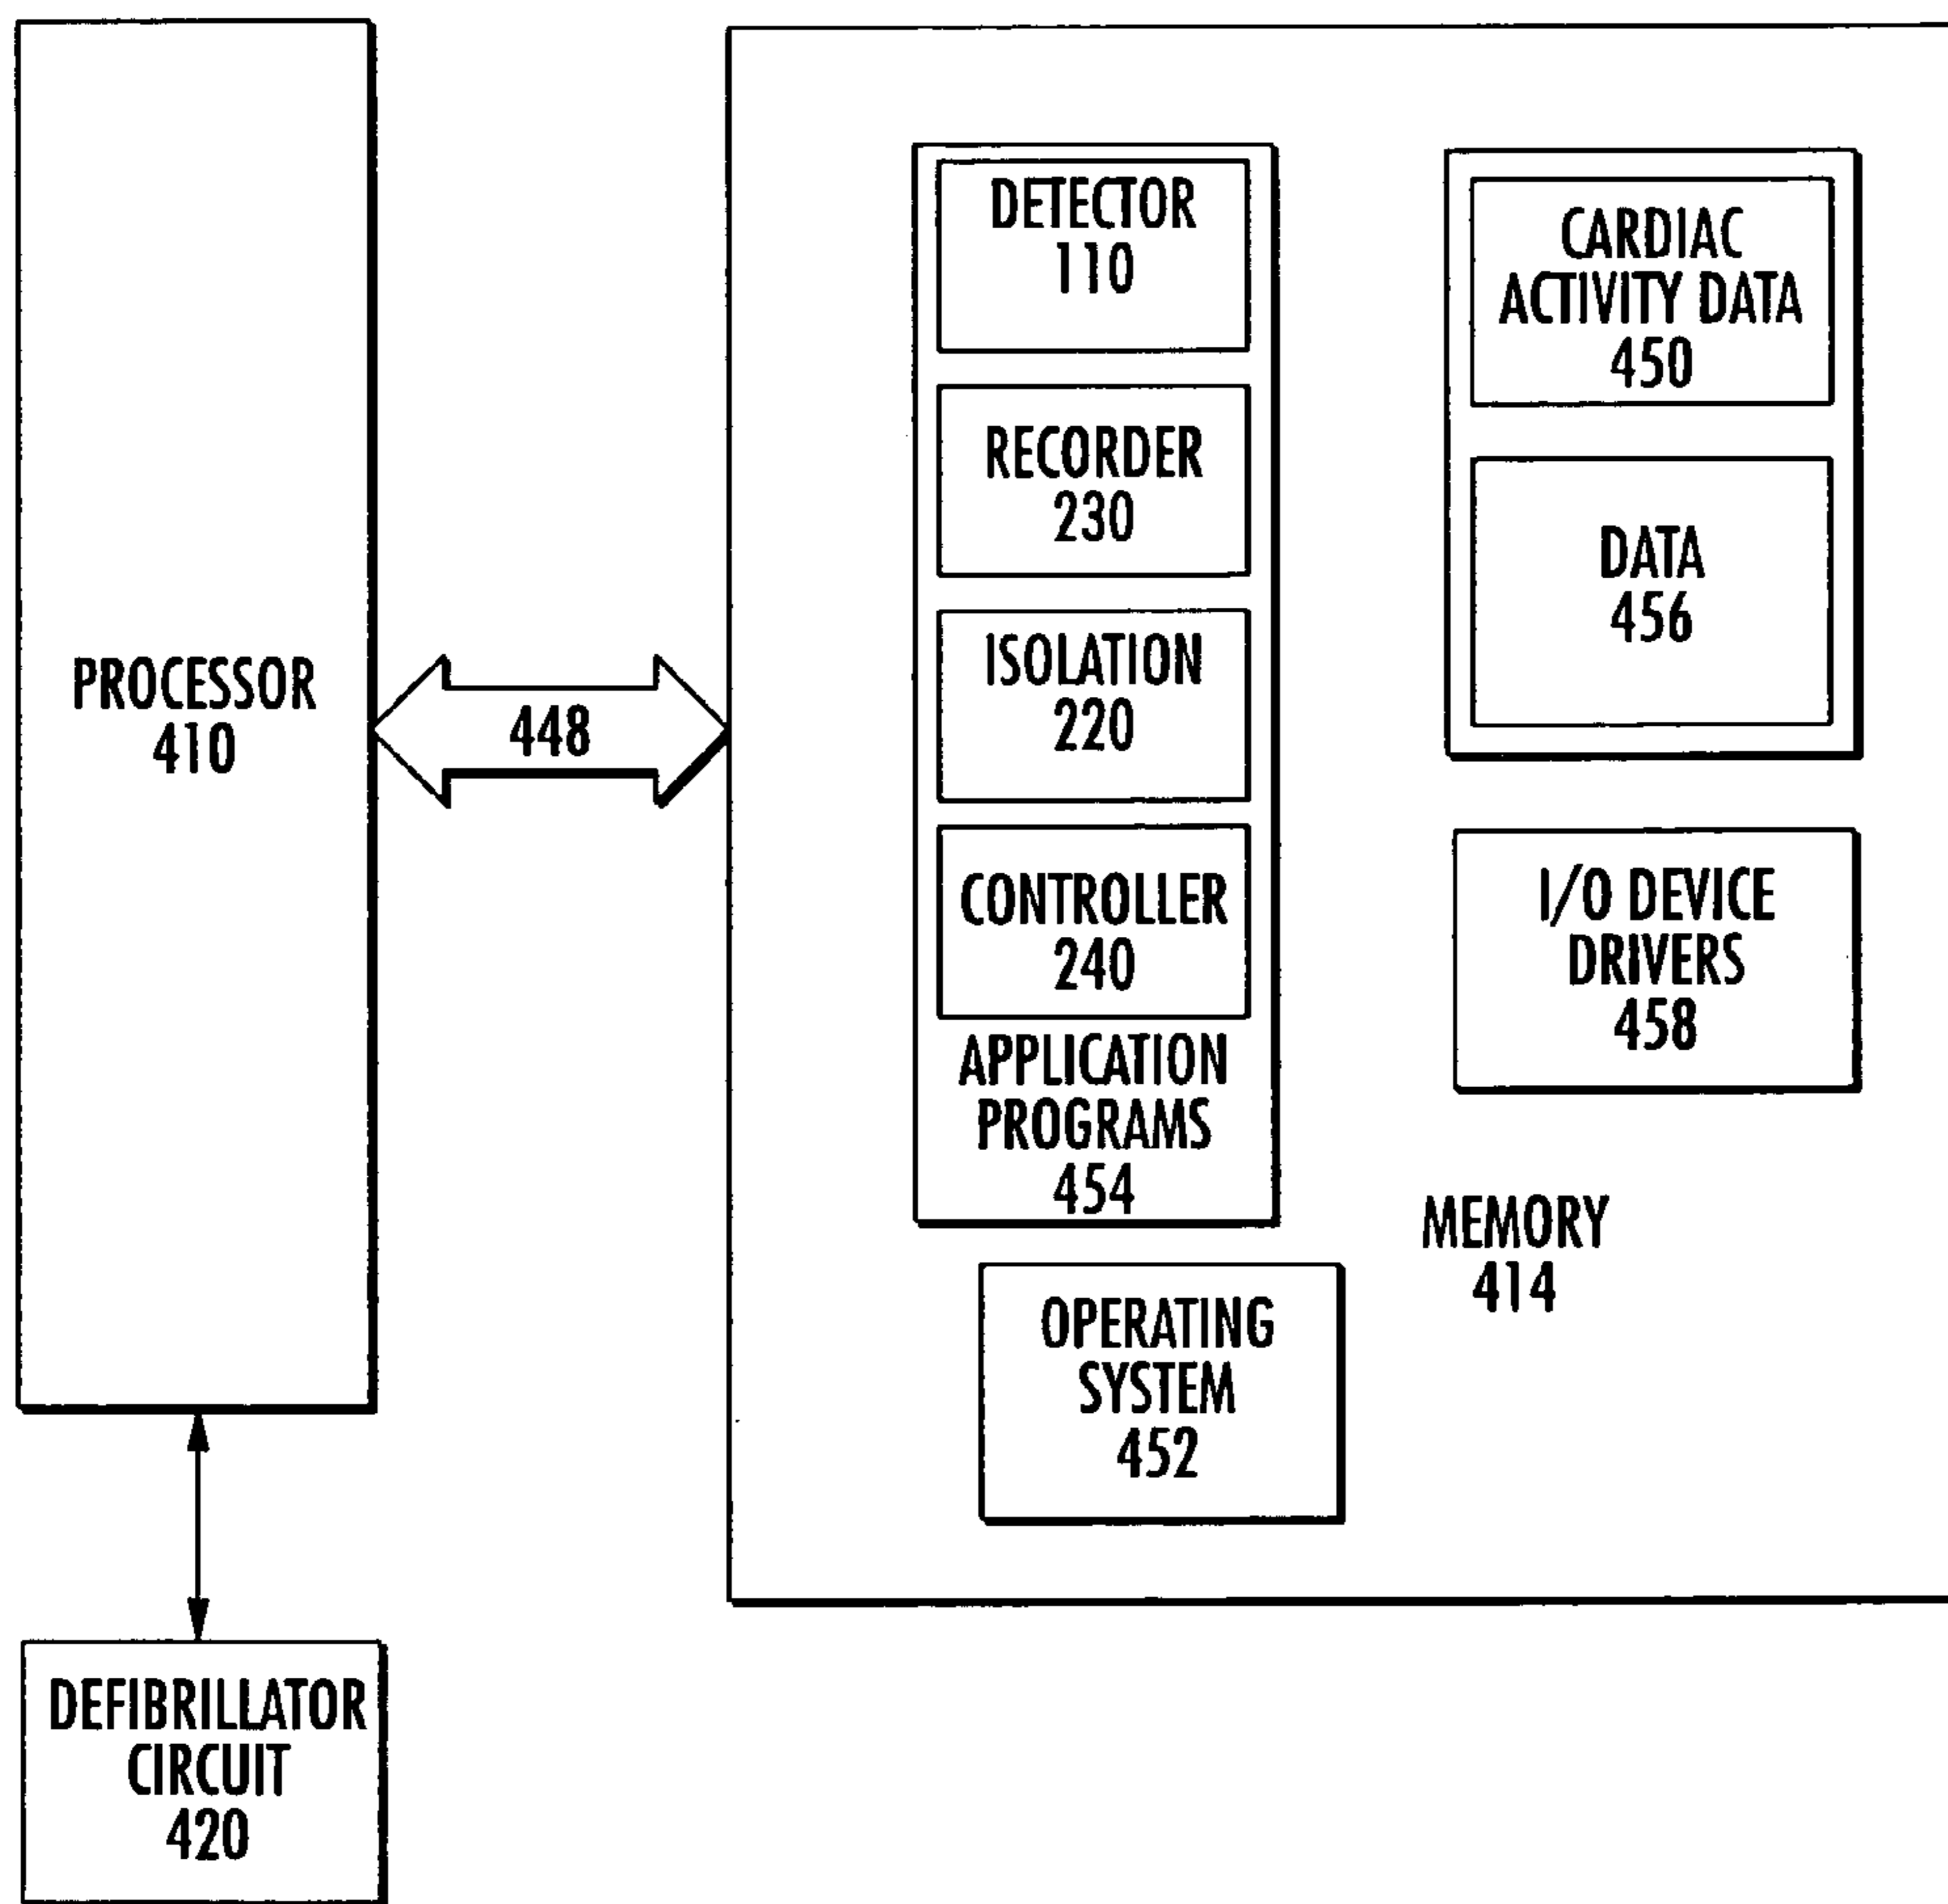 PROCESSOR
410
448
DETECTOR
110
RECORDER
230
ISOLATION
220
CONTROLLER
240
APPLICATION
PROGRAMS
454
OPERATING
SYSTEM
452
CARDIAC
ACTIVITY DATA
450
DATA
456
I/O DEVICE
DRIVERS
458
MEMORY
414
DEFIBRILLATOR
CIRCUIT
420